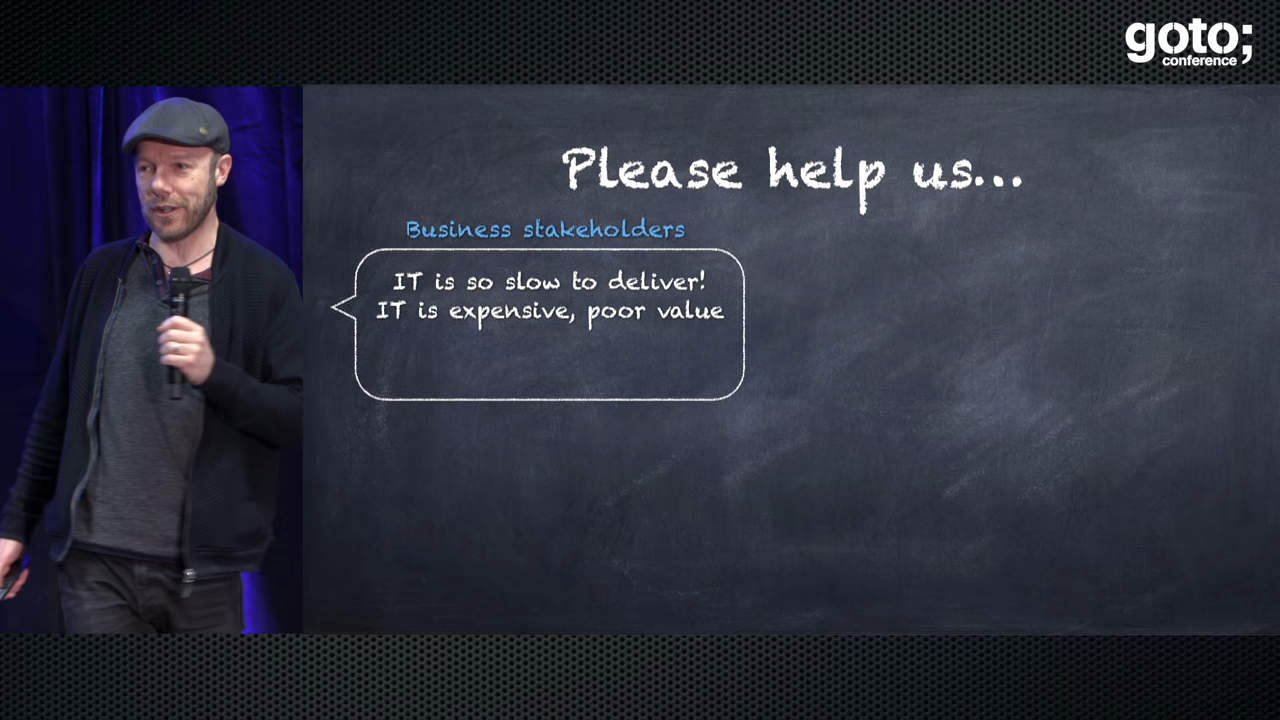 goto;
conference
Please help us...
Business stakeholders
IT is so slow to deliver!
IT is expensive, poor value